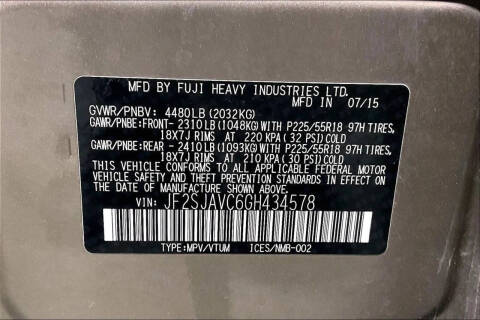 MFD BY FUJI HEAVY INDUSTRIES LTD.
MFD IN 07/15
GVWR/PNBV: 4480LB(2032KG)
GAWR/PNBE:FRONT-2310LB(1048KG)WITH P225/55R18 97H TIRES,
18X7J RIMS AT 220 KPA( 32 PSI)COLD
GAWR/PNBE:REAR -2410LB(1093KG)WITH P225/55R18 97H TIRES,
18X7J RIMS AT 210 KPA( 30 PSI)COLD
THIS VEHICLE CONFORMS TO ALL APPLICABLE FEDERAL MOTOR
VEHICLE SAFETY AND THEFT PREVENTION STANDARDS IN EFFECT
ON THE DATE OF MANUFACTURE SHOWN ABOVE.
VIN: JF2SJAVC6GH434578
TYPE:MPV/VTUM ICES/NMB-002